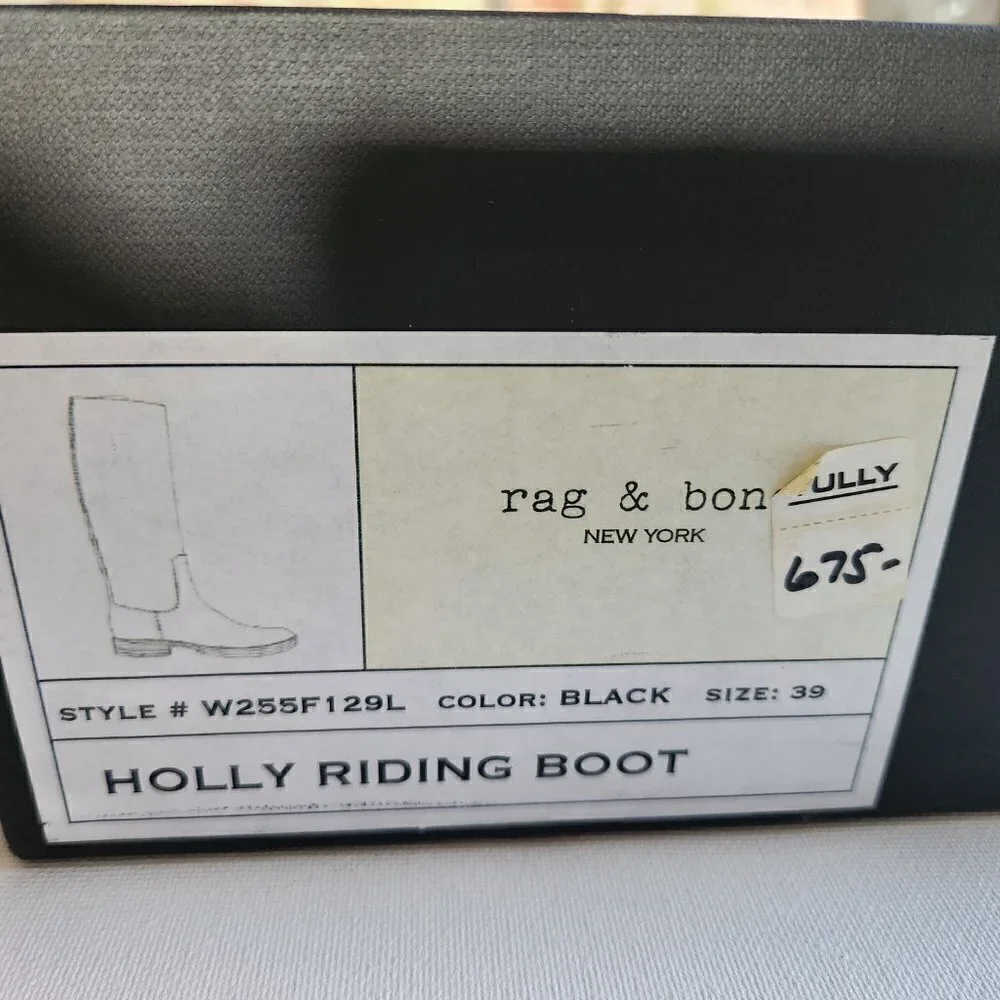 rag & bon
NEW YORK
ULLY
675-
STYLE # W255F129L COLOR: BLACK SIZE: 39
HOLLY RIDING BOOT